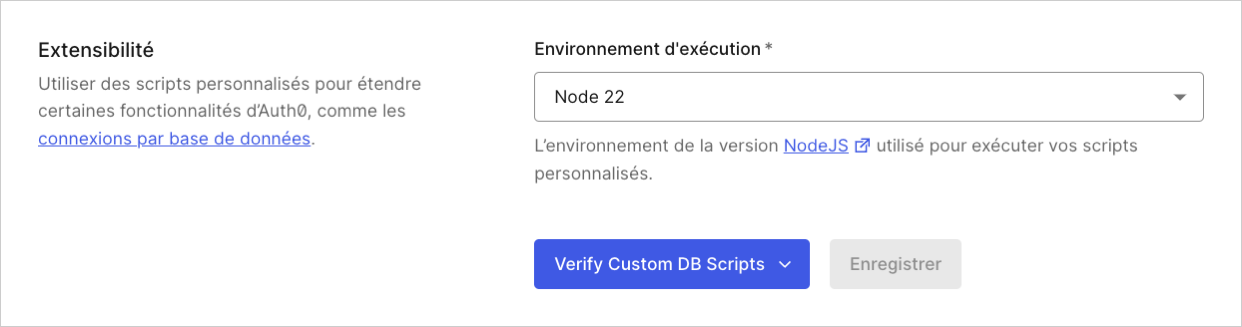 Extensibilité
Utiliser des scripts personnalisés pour étendre
certaines fonctionnalités d’Auth0, comme les
connexions par base de données.
Environnement d'exécution *
Node 22
L’environnement de la version NodeJS utilisé pour exécuter vos scripts
personnalisés.
Verify Custom DB Scripts
Enregistrer